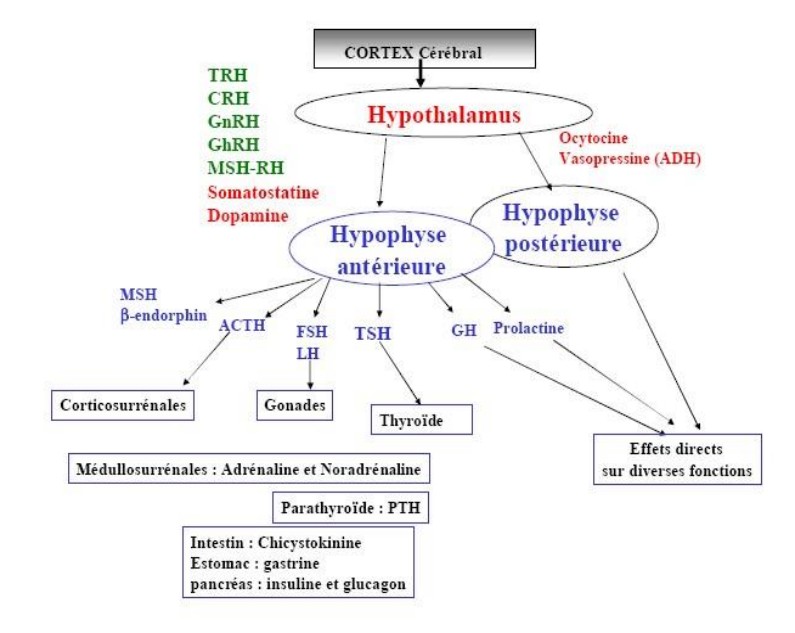 CORTEX Cérébral
TRH
CRH
GnRH
GhRH
MSH-RH
Somatostatine
Dopamine
Hypothalamus
Ocytocine
Vasopressine (ADH)
Hypophyse
antérieure
Hypophyse
postérieure
MSH
β-endorphin
ACTH
FSH
LH
TSH
GH
Prolactine
Corticosurrénales
Gonades
Thyroïde
Effets directs
sur diverses fonctions
Médullosurrénales : Adrénaline et Noradrénaline
Parathyroïde : PTH
Intestin : Chicystokinine
Estomac : gastrine
pancréas : insuline et glucagon